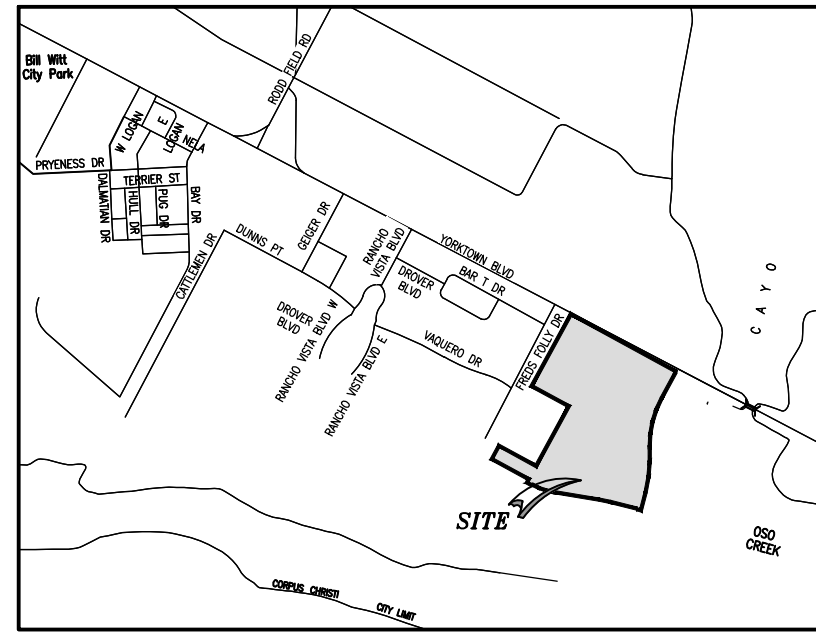 Bill Witt
City Park
RODD FIELD RD
W LOGAN
E
LOGAN
NELA
PRYENESS DR
TERRIER ST
DALMATIAN DR
HULL DR
PUG DR
BAY DR
CATTLEMEN DR
DUNNS PT
GEIGER DR
RANCHO
VISTA BLVD
YORKTOWN BLVD
BAR T DR
DROVER
BLVD
DROVER
BLVD
RANCHO VISTA BLVD W
RANCHO VISTA BLVD E
VAQUERO DR
FREDS FOLLY DR
CAYO
SITE
OSO
CREEK
CORPUS CHRISTI
CITY LIMIT